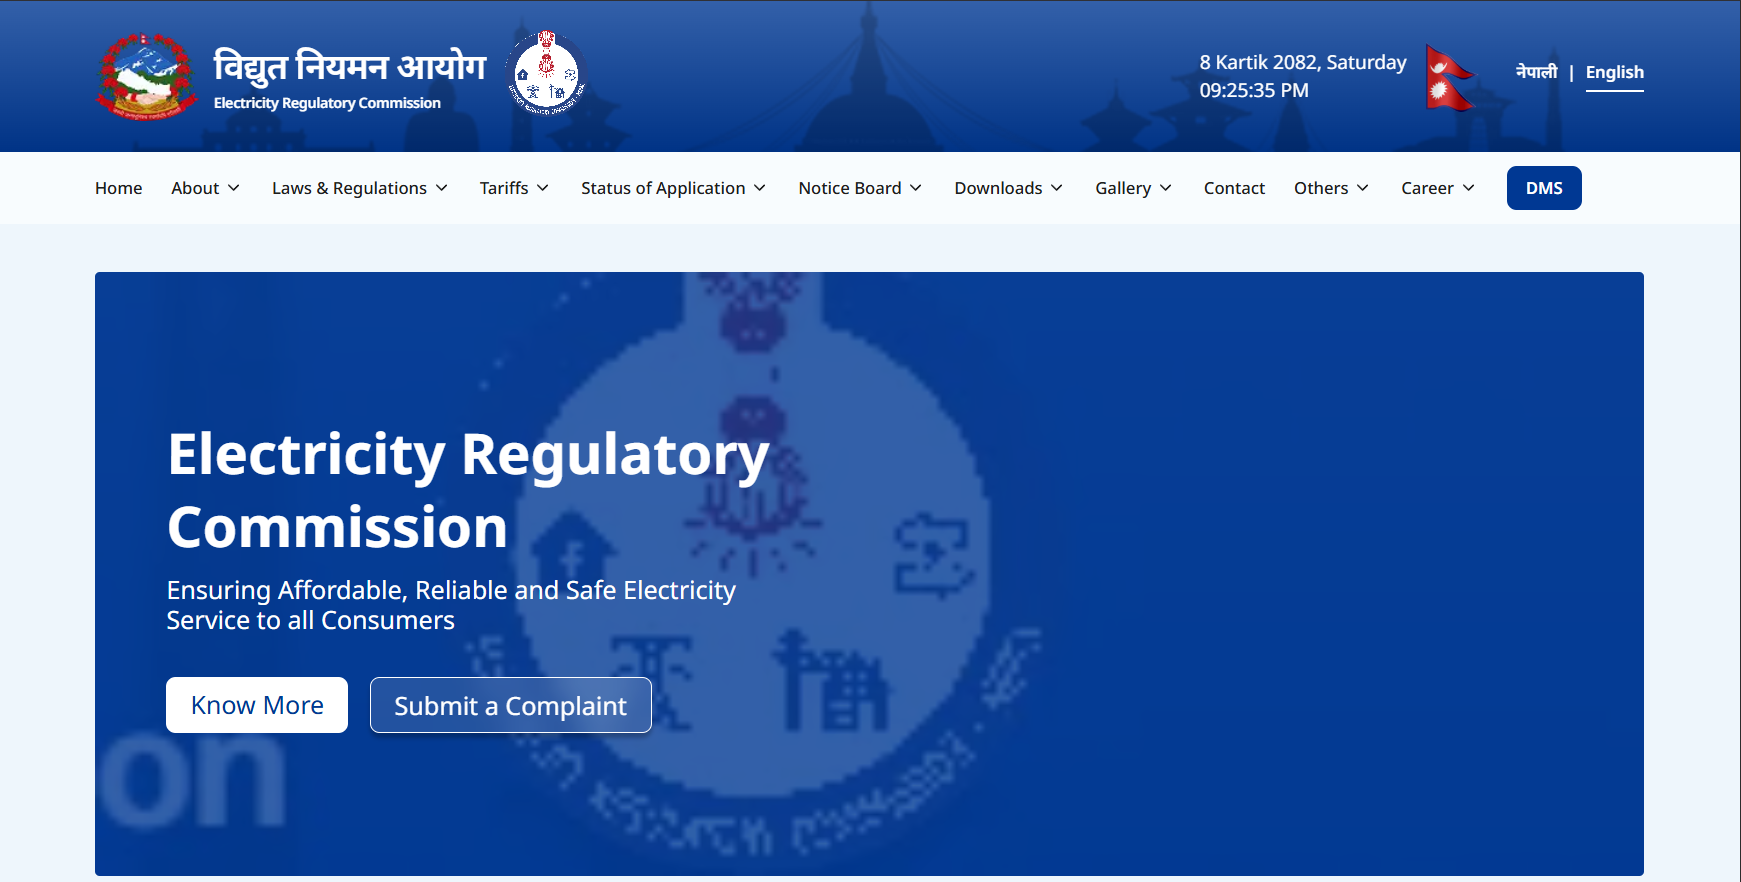 विद्युत नियमन आयोग
Electricity Regulatory Commission
8 Kartik 2082, Saturday
09:25:35 PM
नेपाली | English
Home About Laws & Regulations Tariffs Status of Application Notice Board Downloads Gallery Contact Others Career DMS
Electricity Regulatory
Commission
Ensuring Affordable, Reliable and Safe Electricity
Service to all Consumers
Know More Submit a Complaint
on